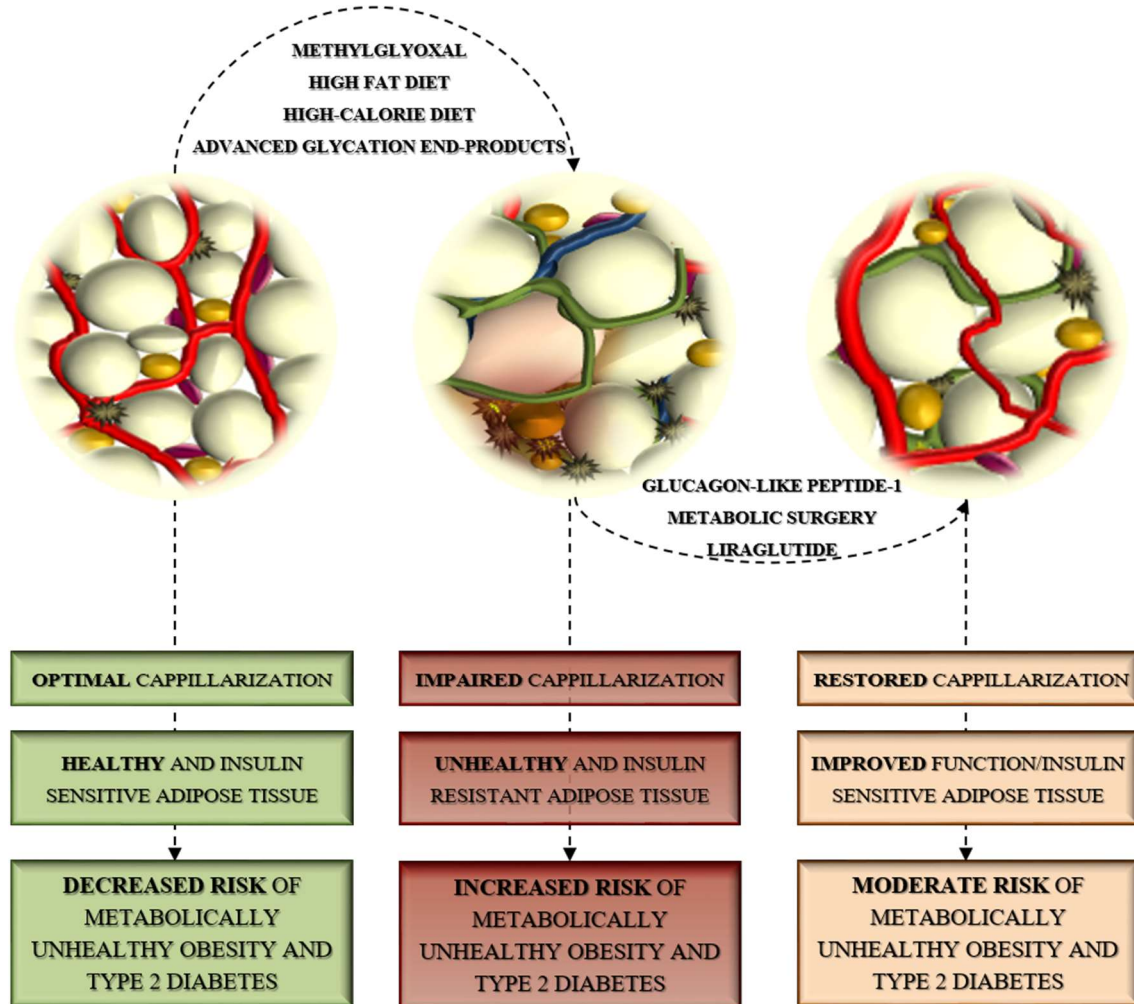 METHYLGLYOXAL
HIGH FAT DIET
HIGH-CALORIE DIET
ADVANCED GLYCATION END-PRODUCTS
GLUCAGON-LIKE PEPTIDE-1
METABOLIC SURGERY
LIRAGLUTIDE
OPTIMAL CAPPILLARIZATION
HEALTHY AND INSULIN
SENSITIVE ADIPOSE TISSUE
DECREASED RISK OF
METABOLICALLY
UNHEALTHY OBESITY AND
TYPE 2 DIABETES
IMPAIRED CAPPILLARIZATION
UNHEALTHY AND INSULIN
RESISTANT ADIPOSE TISSUE
INCREASED RISK OF
METABOLICALLY
UNHEALTHY OBESITY AND
TYPE 2 DIABETES
RESTORED CAPPILLARIZATION
IMPROVED FUNCTION/INSULIN
SENSITIVE ADIPOSE TISSUE
MODERATE RISK OF
METABOLICALLY
UNHEALTHY OBESITY AND
TYPE 2 DIABETES